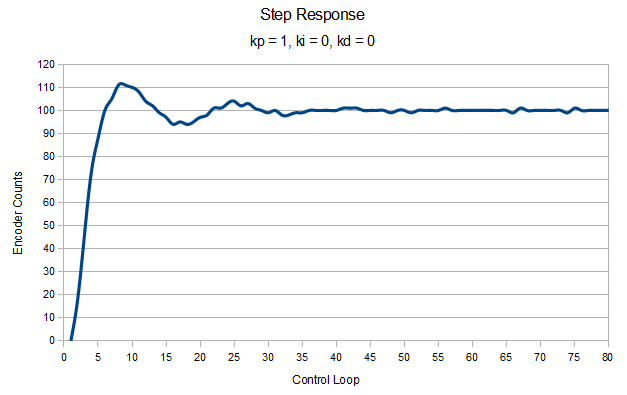 Step Response
kp = 1, ki = 0, kd = 0
120
110
100
90
80
70
60
50
40
30
20
10
0
Encoder Counts
0 5 10 15 20 25 30 35 40 45 50 55 60 65 70 75 80
Control Loop